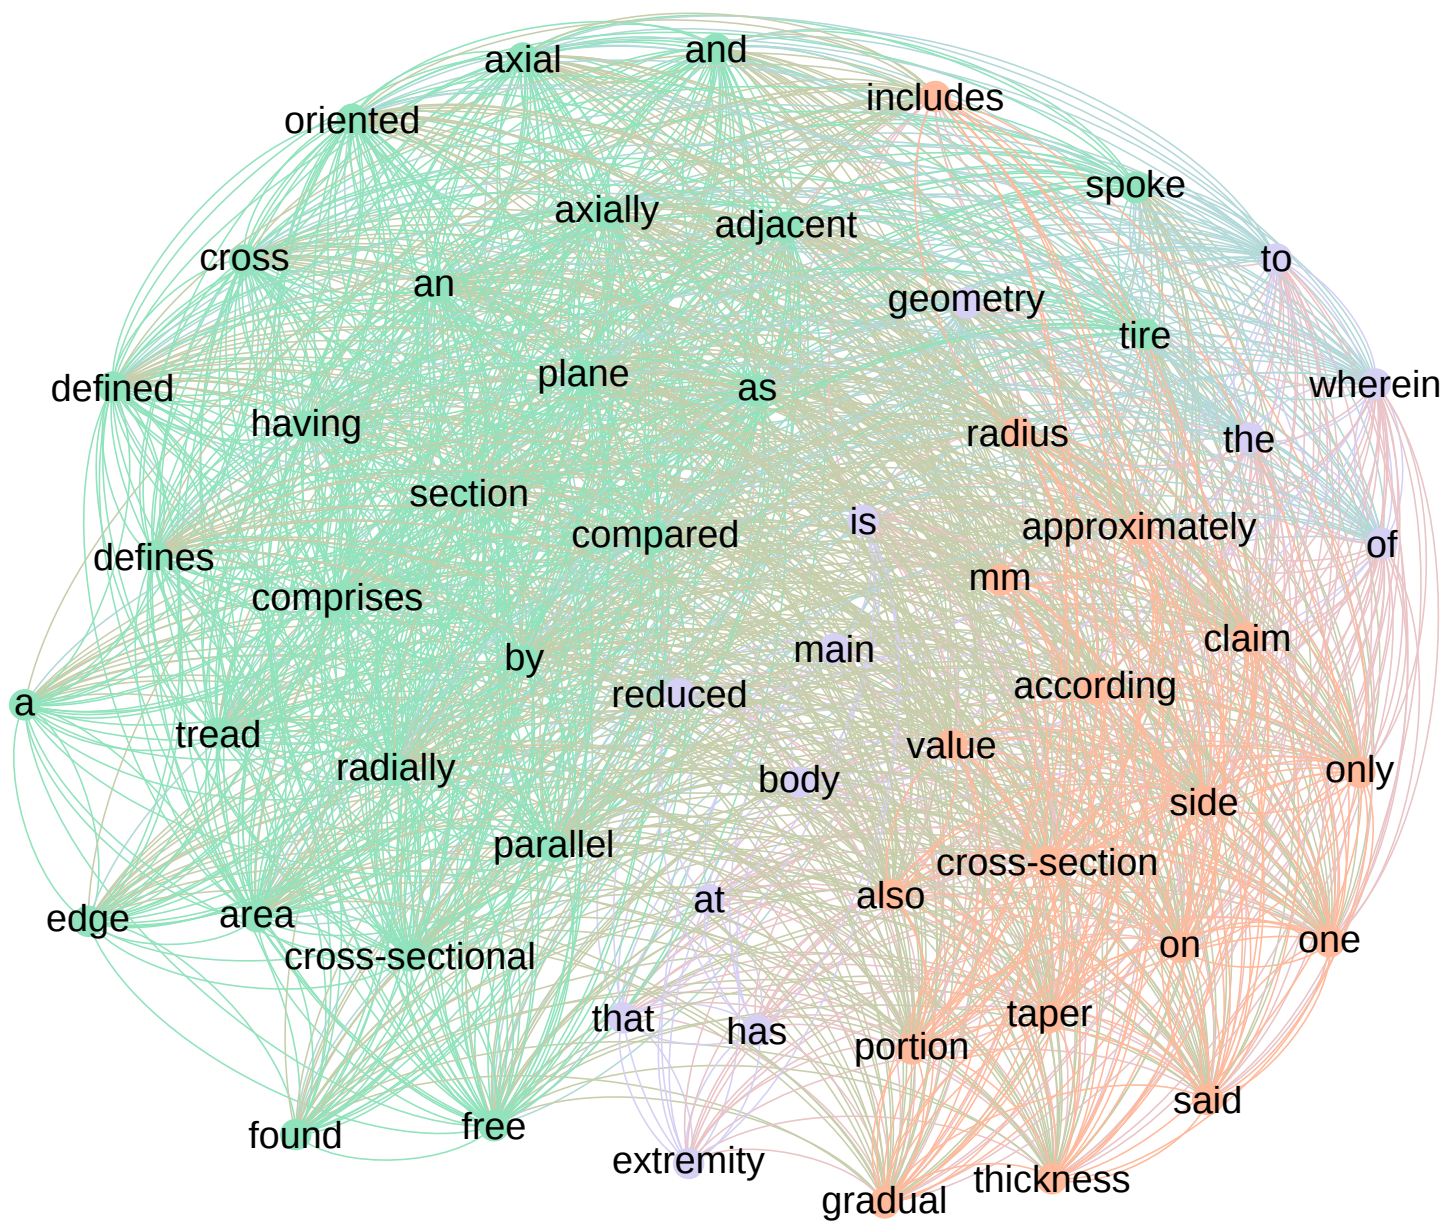 and
axial
includes
oriented
spoke
axially
adjacent
cross
to
an
geometry
tire
plane
as
wherein
defined
having
radius
the
section
is
approximately
compared
of
defines
mm
comprises
claim
main
by
according
reduced
a
tread
value
radially
only
body
side
parallel
cross-section
also
at
area
edge
one
on
cross-sectional
taper
that
has
portion
said
free
found
extremity
thickness
gradual